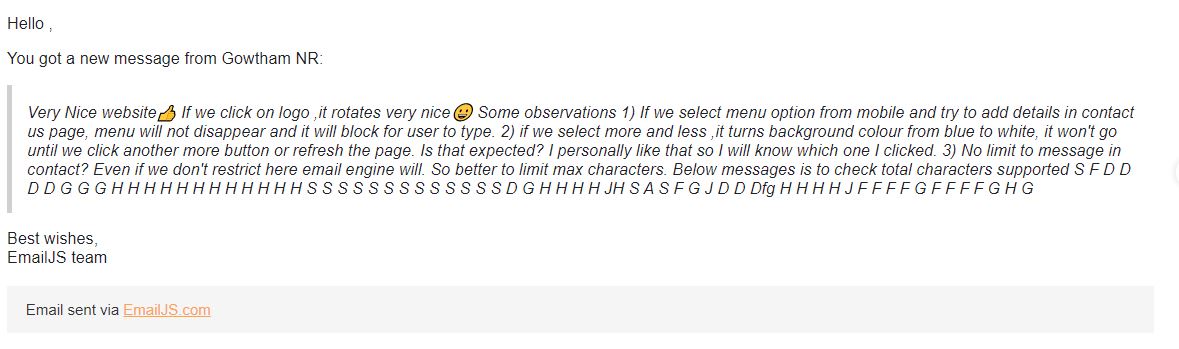 Hello ,
You got a new message from Gowtham NR:
Very Nice website👍 If we click on logo ,it rotates very nice😀 Some observations 1) If we select menu option from mobile and try to add details in contact
us page, menu will not disappear and it will block for user to type. 2) if we select more and less ,it turns background colour from blue to white, it won't go
until we click another more button or refresh the page. Is that expected? I personally like that so I will know which one I clicked. 3) No limit to message in
contact? Even if we don't restrict here email engine will. So better to limit max characters. Below messages is to check total characters supported S F D D
D D G G G H H H H H H H H H H H H S S S S S S S S S S S S S D G H H H H JH S A S F G J D D Dfg H H H H J F F F F G F F F F G H G
Best wishes,
EmailJS team
Email sent via EmailJS.com